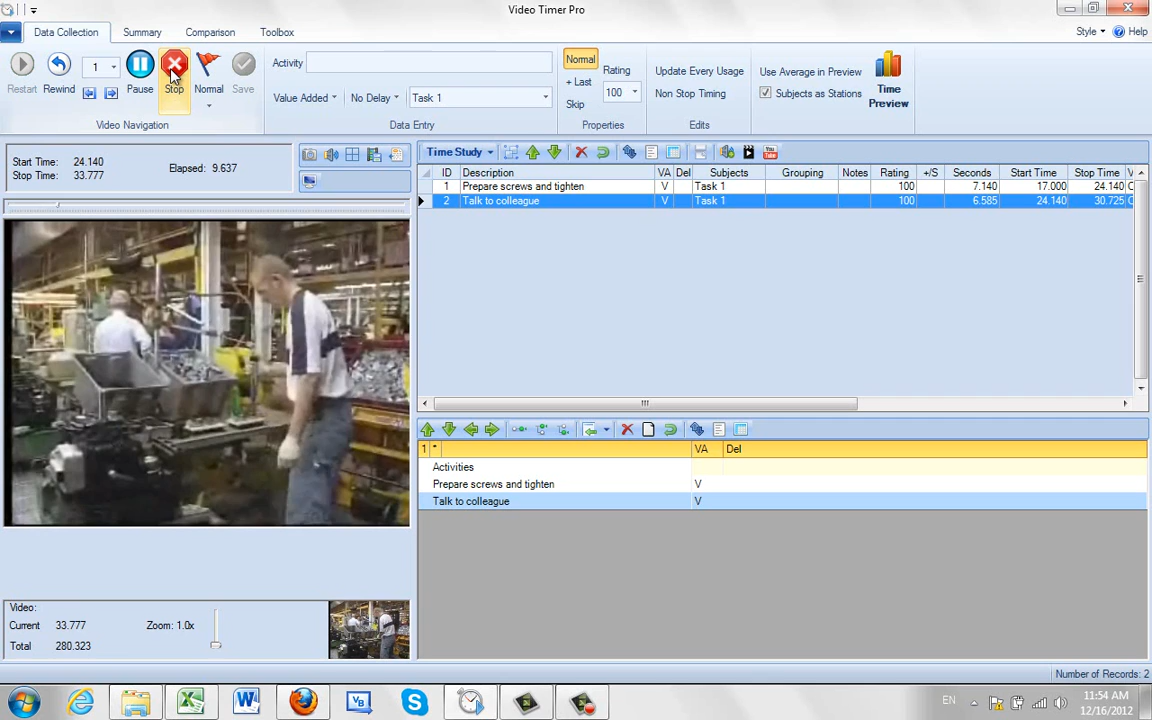 Video Timer Pro
Data Collection Summary Comparison Toolbox Style Help
Restart Rewind 1 Pause Stop Normal Save
Video Navigation
Activity
Value Added No Delay Task 1
Data Entry
Normal
+ Last
Skip
Rating
100
Properties
Update Every Usage
Non Stop Timing
Edits
Use Average in Preview
Subjects as Stations
Time
Preview
Start Time: 24.140
Stop Time: 33.777
Elapsed: 9.637
Time Study
You
Tube
ID Description VA Del Subjects Grouping Notes Rating +/S Seconds Start Time Stop Time V
1 Prepare screws and tighten V Task 1 100 7.140 17.000 24.140 C
2 Talk to colleague V Task 1 100 6.585 24.140 30.725 C
1 * VA Del
Activities
Prepare screws and tighten V
Talk to colleague V
Video:
Current 33.777 Zoom: 1.0x
Total 280.323
Number of Records: 2
EN
11:54 AM
12/16/2012